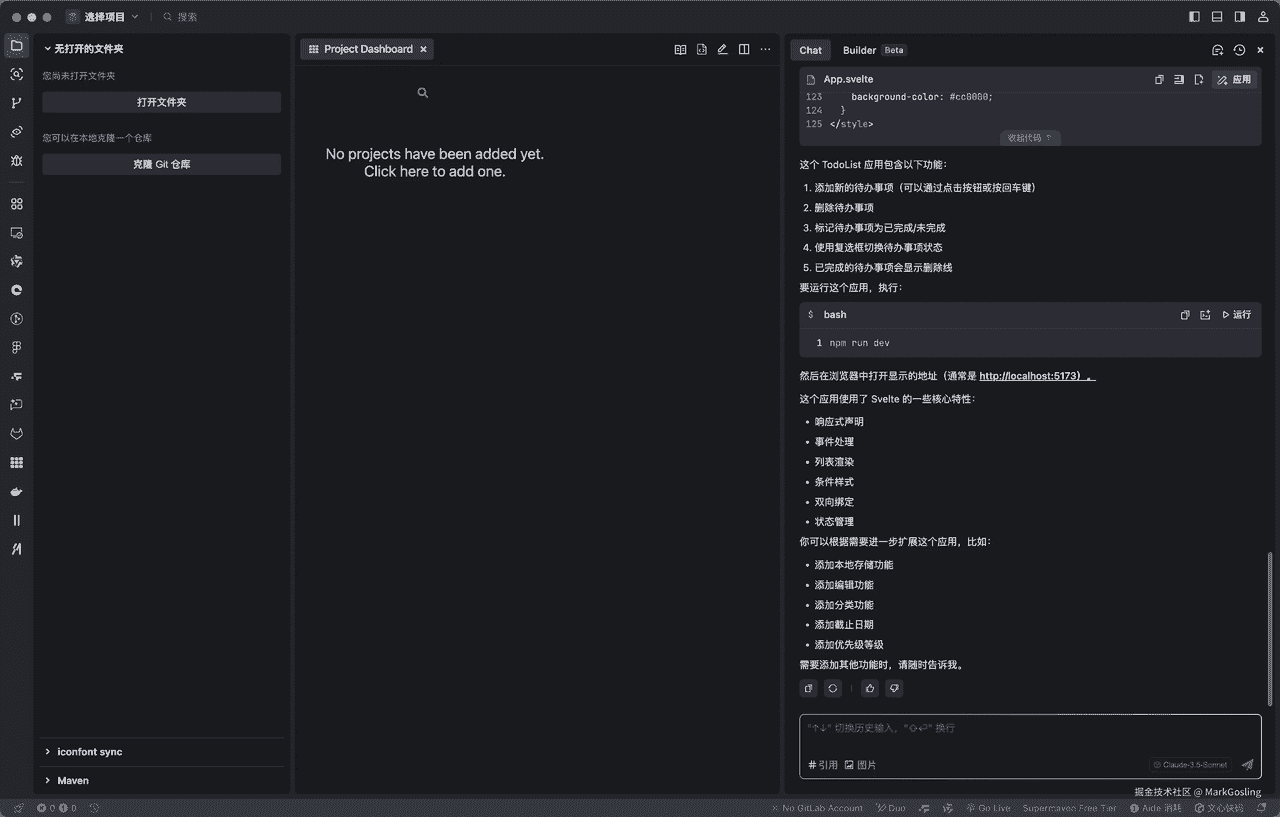 选择项目
搜索
无打开的文件夹
您尚未打开文件夹
打开文件夹
您可以在本地克隆一个仓库
克隆 Git 仓库
iconfont sync
Maven
Project Dashboard
No projects have been added yet.
Click here to add one.
Chat
Builder Beta
App.svelte
应用
123 background-color: #cc0000;
124 }
125 </style>
收起代码
这个 TodoList 应用包含以下功能：
1. 添加新的待办事项（可以通过点击按钮或按回车键）
2. 删除待办事项
3. 标记待办事项为已完成/未完成
4. 使用复选框切换待办事项状态
5. 已完成的待办事项会显示删除线
要运行这个应用，执行：
$ bash
运行
1 npm run dev
然后在浏览器中打开显示的地址（通常是 http://localhost:5173）。
这个应用使用了 Svelte 的一些核心特性：
• 响应式声明
• 事件处理
• 列表渲染
• 条件样式
• 双向绑定
• 状态管理
你可以根据需要进一步扩展这个应用，比如：
• 添加本地存储功能
• 添加编辑功能
• 添加分类功能
• 添加截止日期
• 添加优先级等级
需要添加其他功能时，请随时告诉我。
"↑↓" 切换历史输入，"⇧⏎" 换行
# 引用 图片
Claude-3.5-Sonnet
掘金技术社区 @ MarkGosling
0 0
No GitLab Account
Duo
Go Live
Supermaven Free Tier
Aide 消耗
文心快码